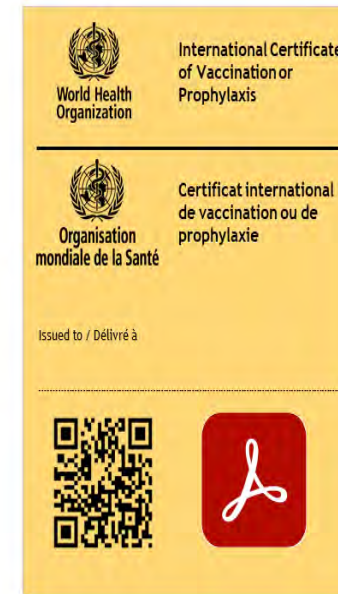 World Health
Organization
International Certificate
of Vaccination or
Prophylaxis
Organisation
mondiale de la Santé
Certificat international
de vaccination ou de
prophylaxie
Issued to / Délivré à